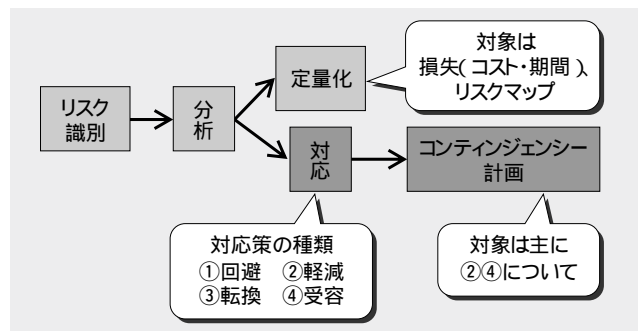 対象は
損失(コスト・期間)、
リスクマップ
定量化
リスク
識別
分
析
対
応
コンティンジェンシー
計画
対応策の種類
①回避 ②軽減
③転換 ④受容
対象は主に
②④について